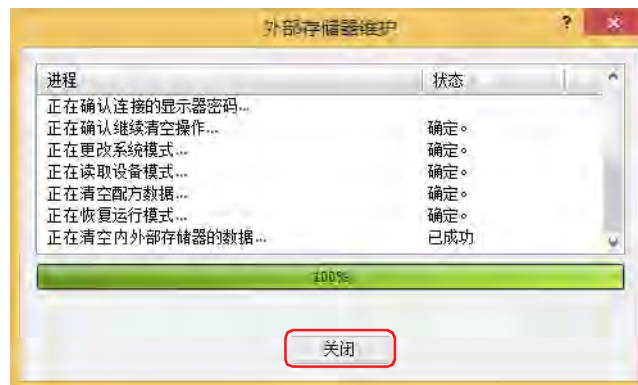 外部存储器维护
?
进程 状态
正在确认连接的显示器密码...
正在确认继续清空操作... 确定。
正在更改系统模式... 确定。
正在读取设备模式... 确定。
正在清空配方数据... 确定。
正在恢复运行模式... 确定。
正在清空内外部存储器的数据... 已成功
100%
关闭